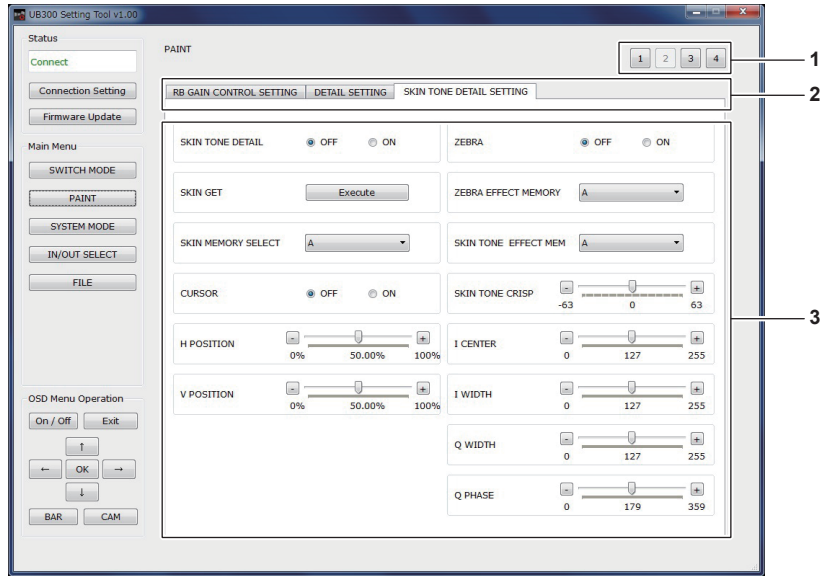 UB300 Setting Tool v1.00
Status
Connect
Connection Setting
Firmware Update
Main Menu
SWITCH MODE
PAINT
SYSTEM MODE
IN/OUT SELECT
FILE
OSD Menu Operation
On / Off Exit
↑
← OK →
↓
BAR CAM
PAINT
1 2 3 4
1
RB GAIN CONTROL SETTING DETAIL SETTING SKIN TONE DETAIL SETTING
2
SKIN TONE DETAIL OFF ON
SKIN GET Execute
SKIN MEMORY SELECT A
CURSOR OFF ON
H POSITION - +
0% 50.00% 100%
V POSITION - +
0% 50.00% 100%
ZEBRA OFF ON
ZEBRA EFFECT MEMORY A
SKIN TONE EFFECT MEM A
SKIN TONE CRISP - +
-63 0 63
I CENTER - +
0 127 255
I WIDTH - +
0 127 255
Q WIDTH - +
0 127 255
Q PHASE - +
0 179 359
3